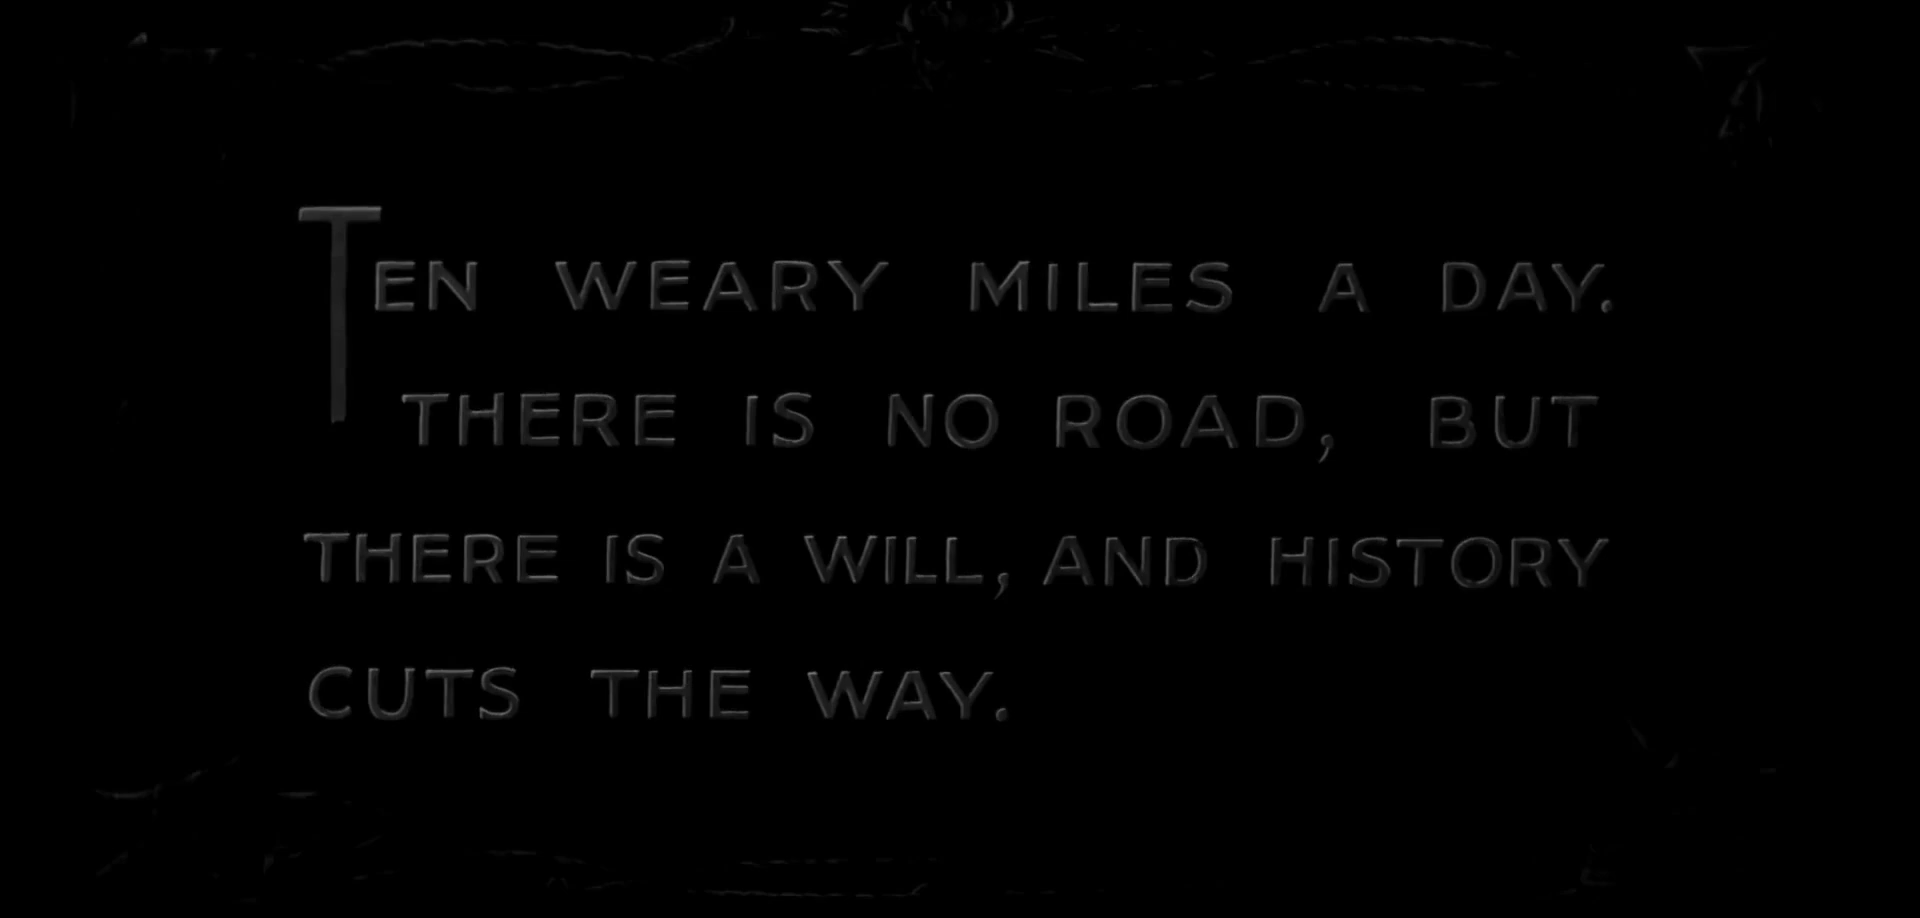 TEN WEARY MILES A DAY.
THERE IS NO ROAD, BUT
THERE IS A WILL, AND HISTORY
CUTS THE WAY.